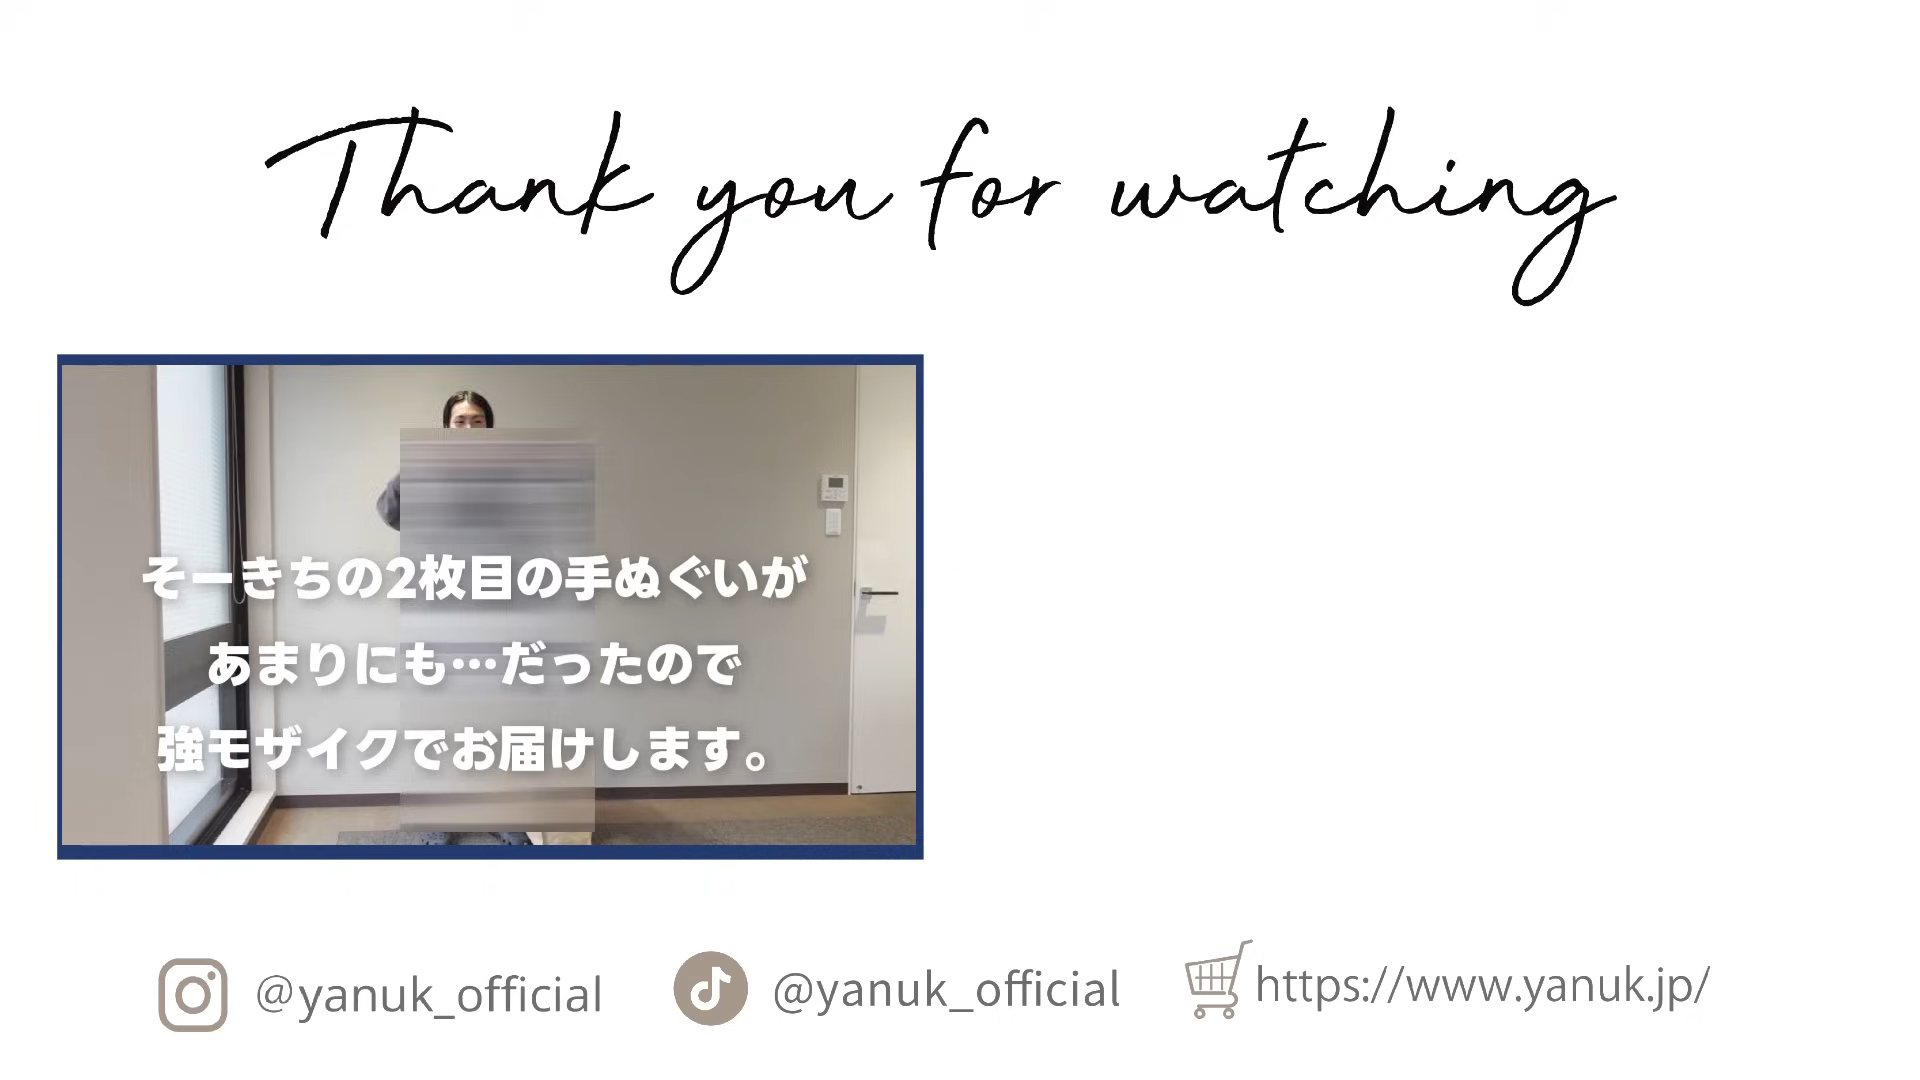 Thank you for watching
そーきちの2枚目の手ぬぐいが
あまりにも…だったので
強モザイクでお届けします。
@yanuk_official
@yanuk_official
https://www.yanuk.jp/